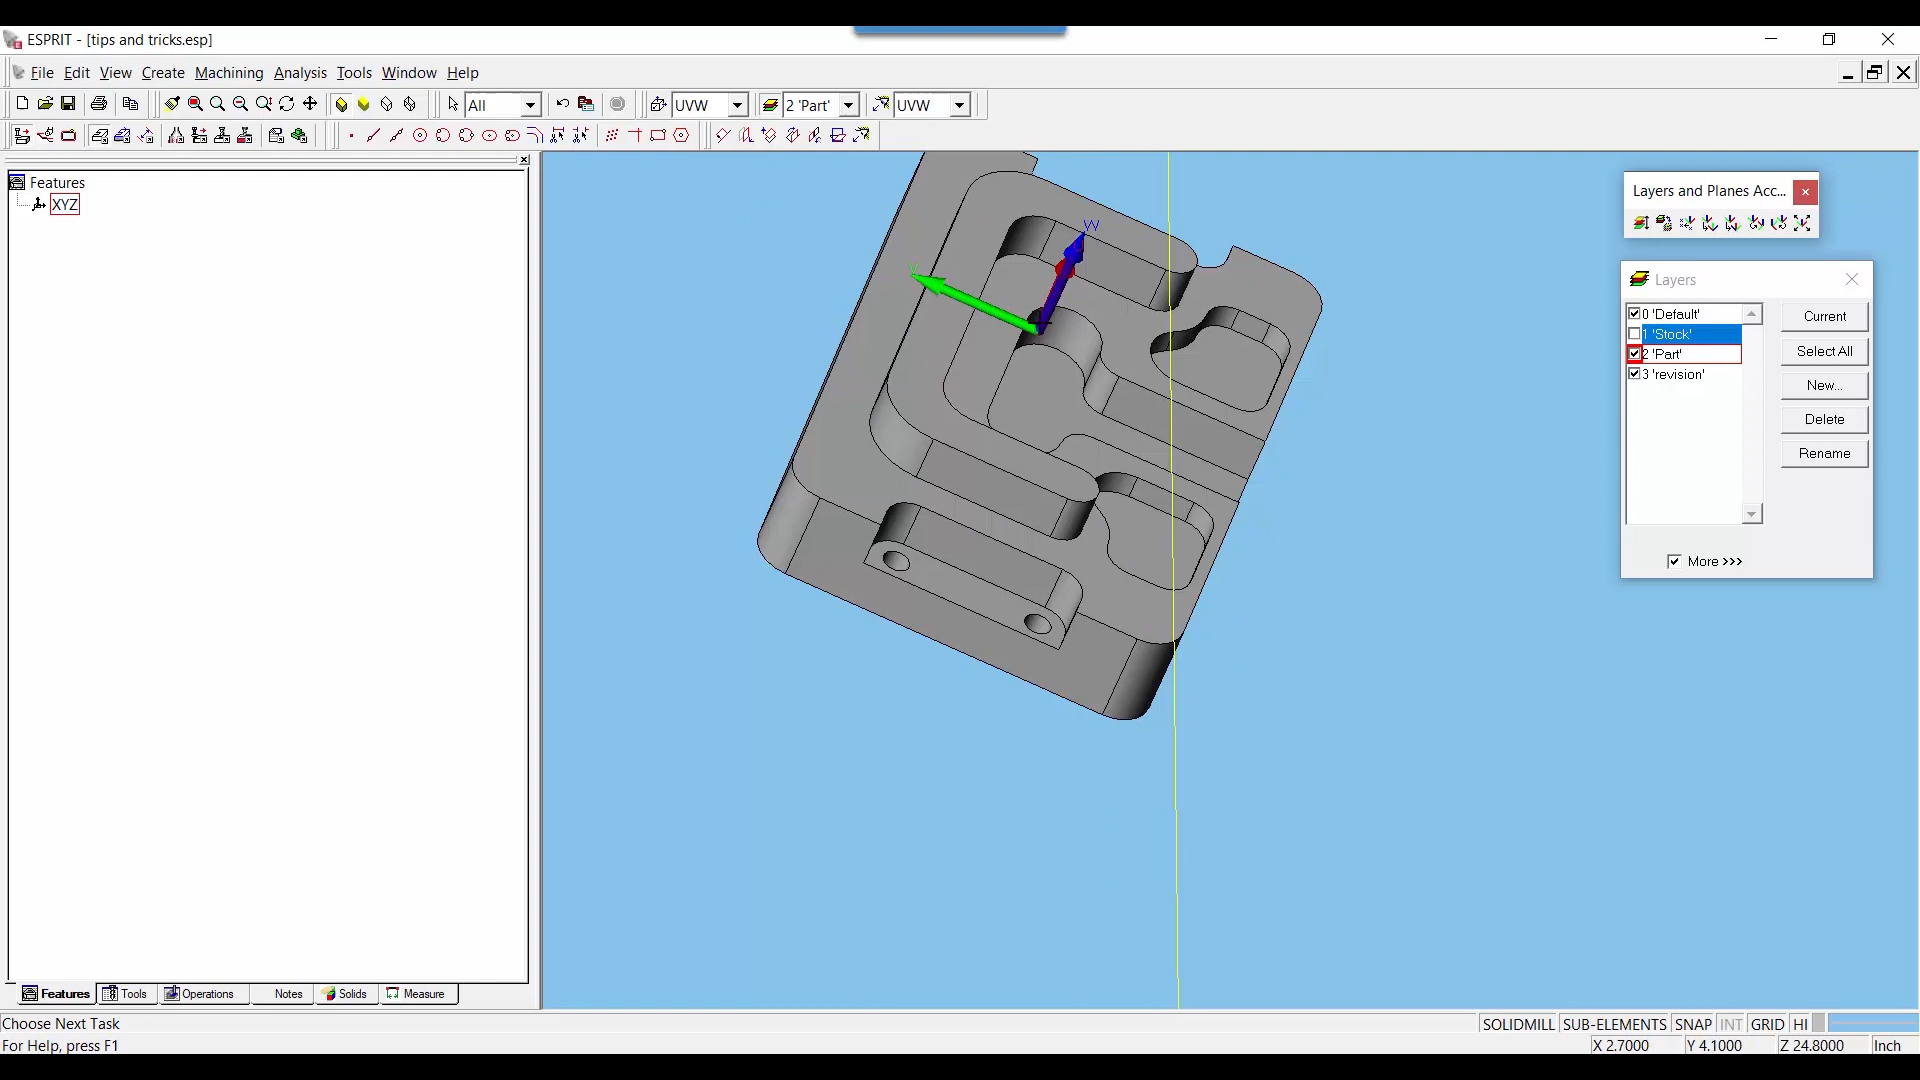 ESPRIT - [tips and tricks.esp]
File Edit View Create Machining Analysis Tools Window Help
All UVW 2 'Part' UVW
Features
XYZ
W
Layers and Planes Acc...
Layers
0 'Default'
1 'Stock'
2 'Part'
3 'revision'
Current
Select All
New...
Delete
Rename
More >>>
Features Tools Operations Notes Solids Measure
Choose Next Task
SOLIDMILL SUB-ELEMENTS SNAP INT GRID HI
For Help, press F1
X 2.7000 Y 4.1000 Z 24.8000 Inch